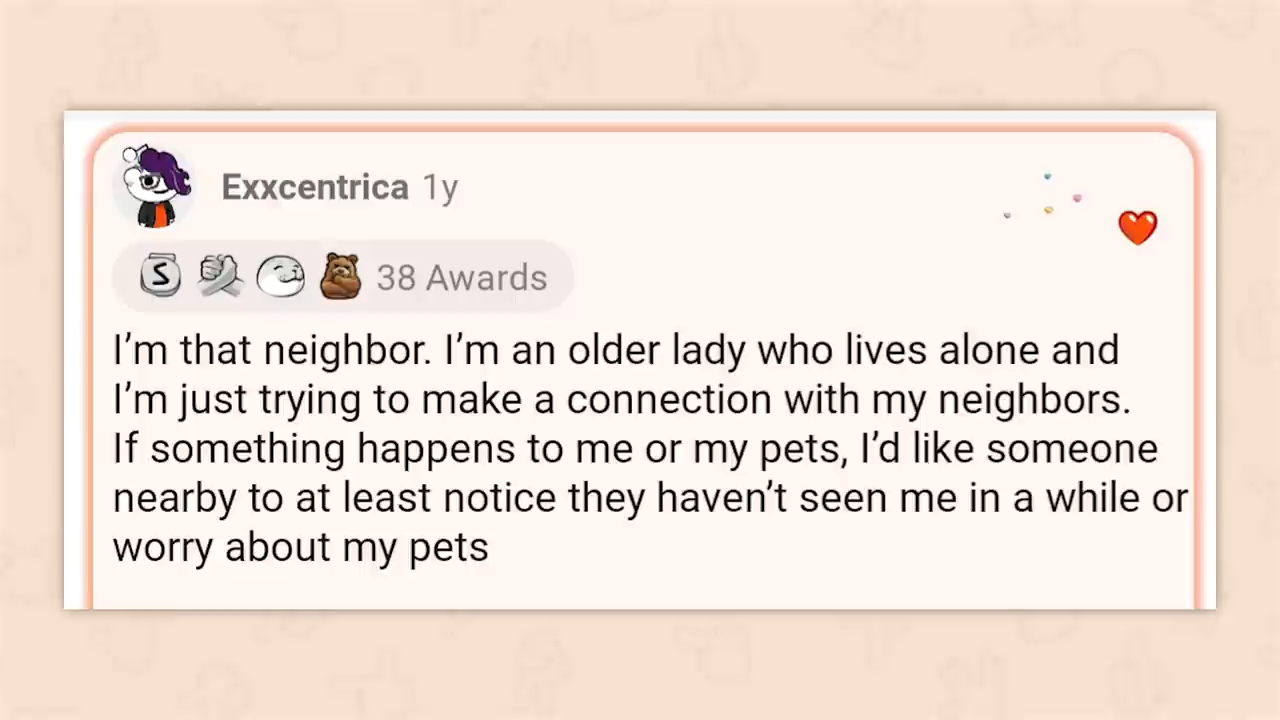 Exxcentrica 1y
S
38 Awards
I’m that neighbor. I’m an older lady who lives alone and
I’m just trying to make a connection with my neighbors.
If something happens to me or my pets, I’d like someone
nearby to at least notice they haven’t seen me in a while or
worry about my pets